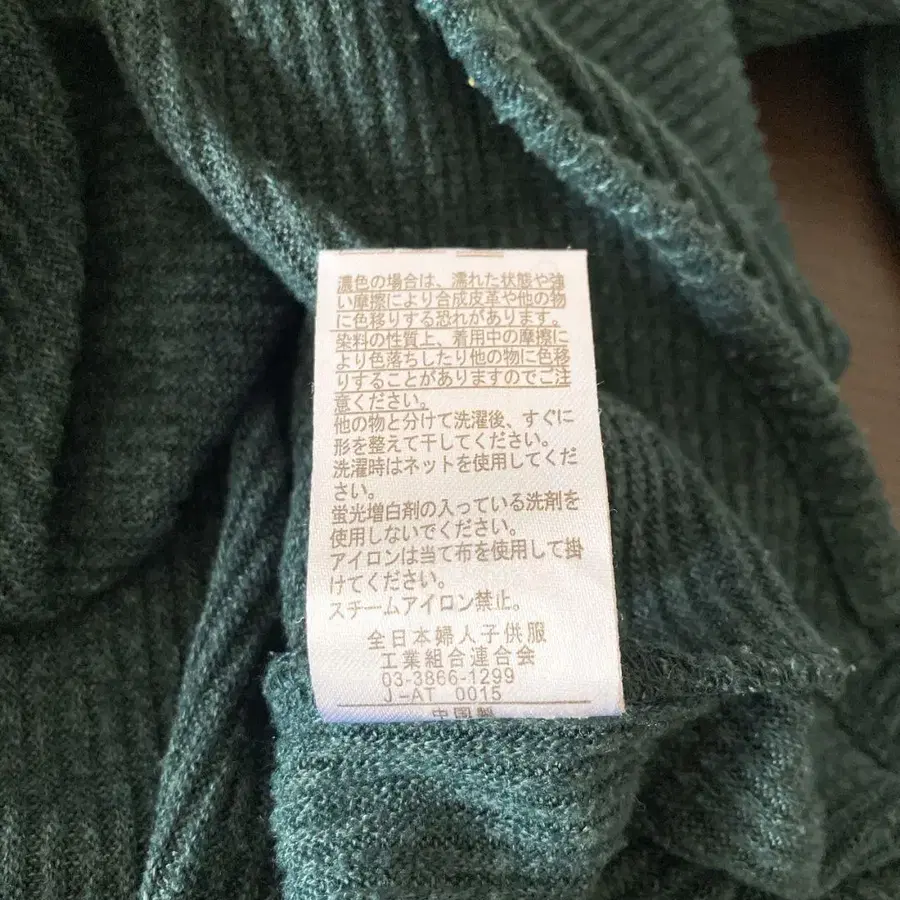 濃色の場合は、濡れた状態や強
い摩擦により合成皮革や他の物
に色移りする恐れがあります。
染料の性質上、着用中の摩擦に
より色落ちしたり他の物に色移
りすることがありますのでご注
意ください。
他の物と分けて洗濯後、すぐに
形を整えて干してください。
洗濯時はネットを使用してくだ
さい。
蛍光増白剤の入っている洗剤を
使用しないでください。
アイロンは当て布を使用して掛
けてください。
スチームアイロン禁止。
全日本婦人子供服
工業組合連合会
03-3866-1299
J-AT 0015
中国製